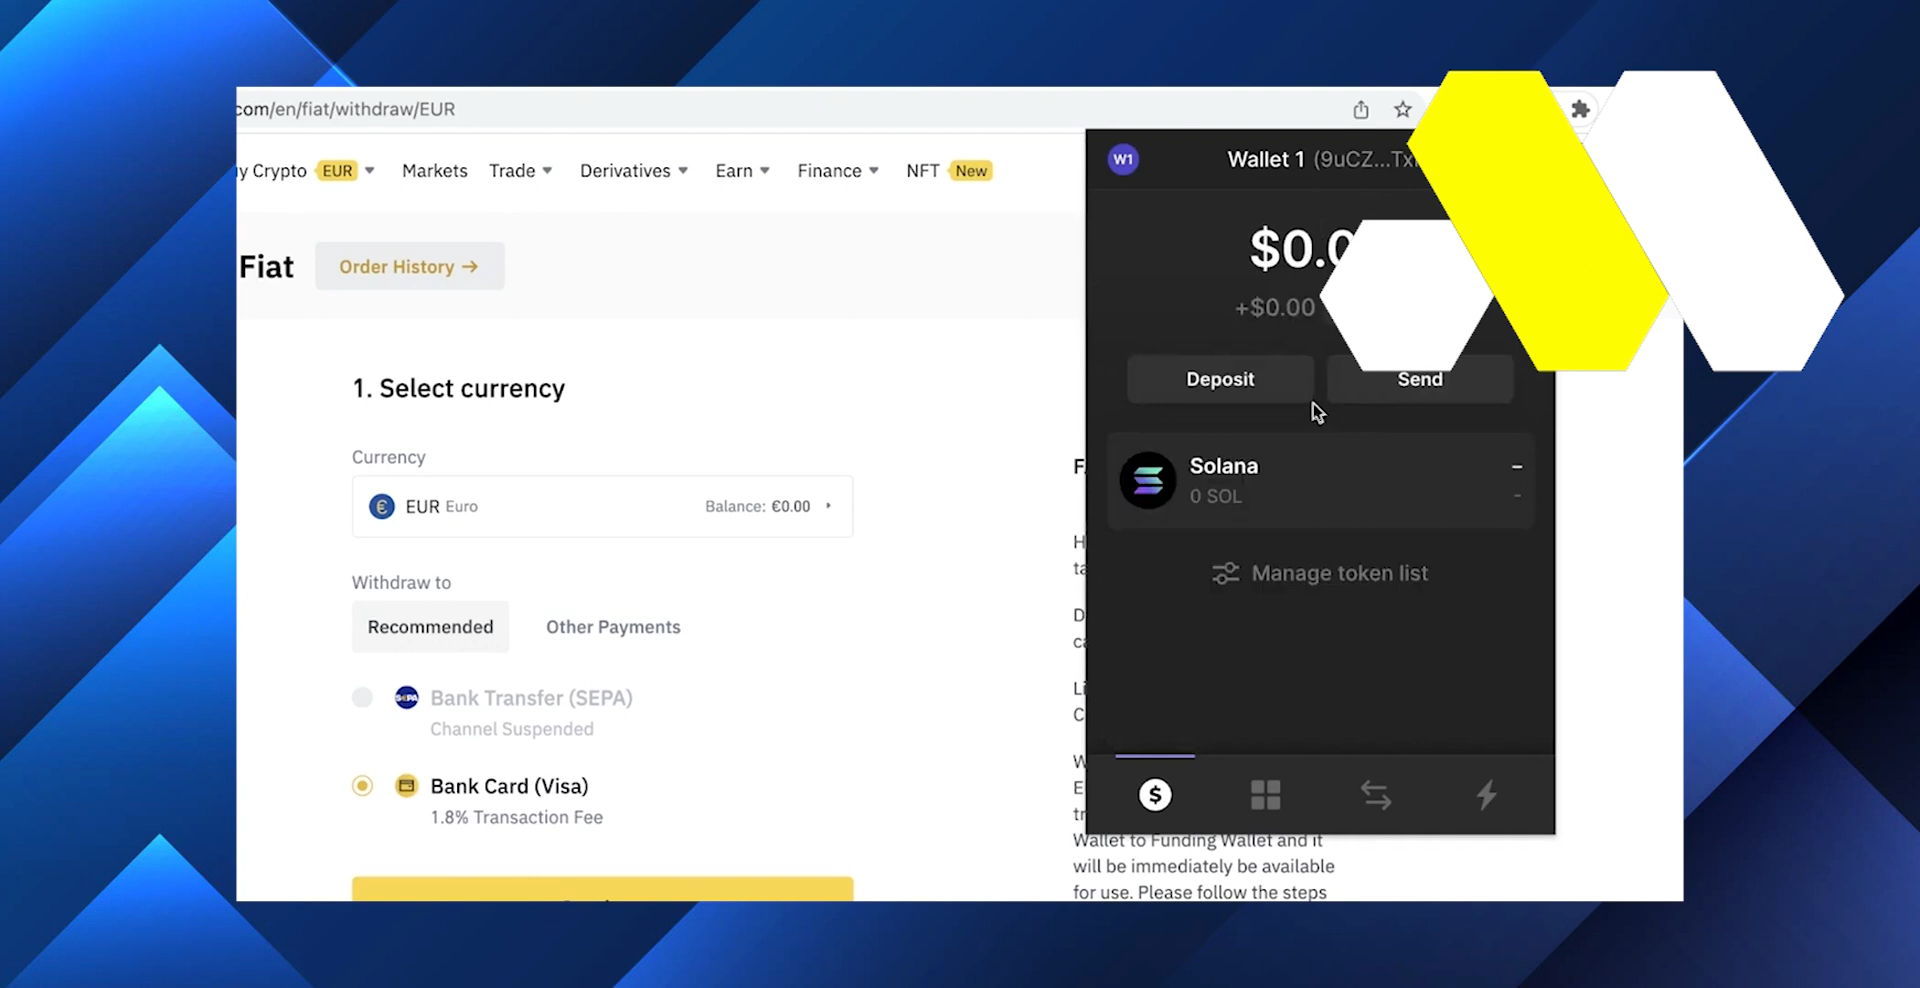 com/en/fiat/withdraw/EUR
y Crypto EUR Markets Trade Derivatives Earn Finance NFT New
Fiat Order History →
1. Select currency
Currency
€ EUR Euro Balance: €0.00
Withdraw to
Recommended Other Payments
SEPA Bank Transfer (SEPA)
Channel Suspended
Bank Card (Visa)
1.8% Transaction Fee
W1 Wallet 1 (9uCZ...Tx
$0.0
+$0.00
Deposit Send
Solana –
0 SOL -
Manage token list
$
Wallet to Funding Wallet and it
will be immediately be available
for use. Please follow the steps